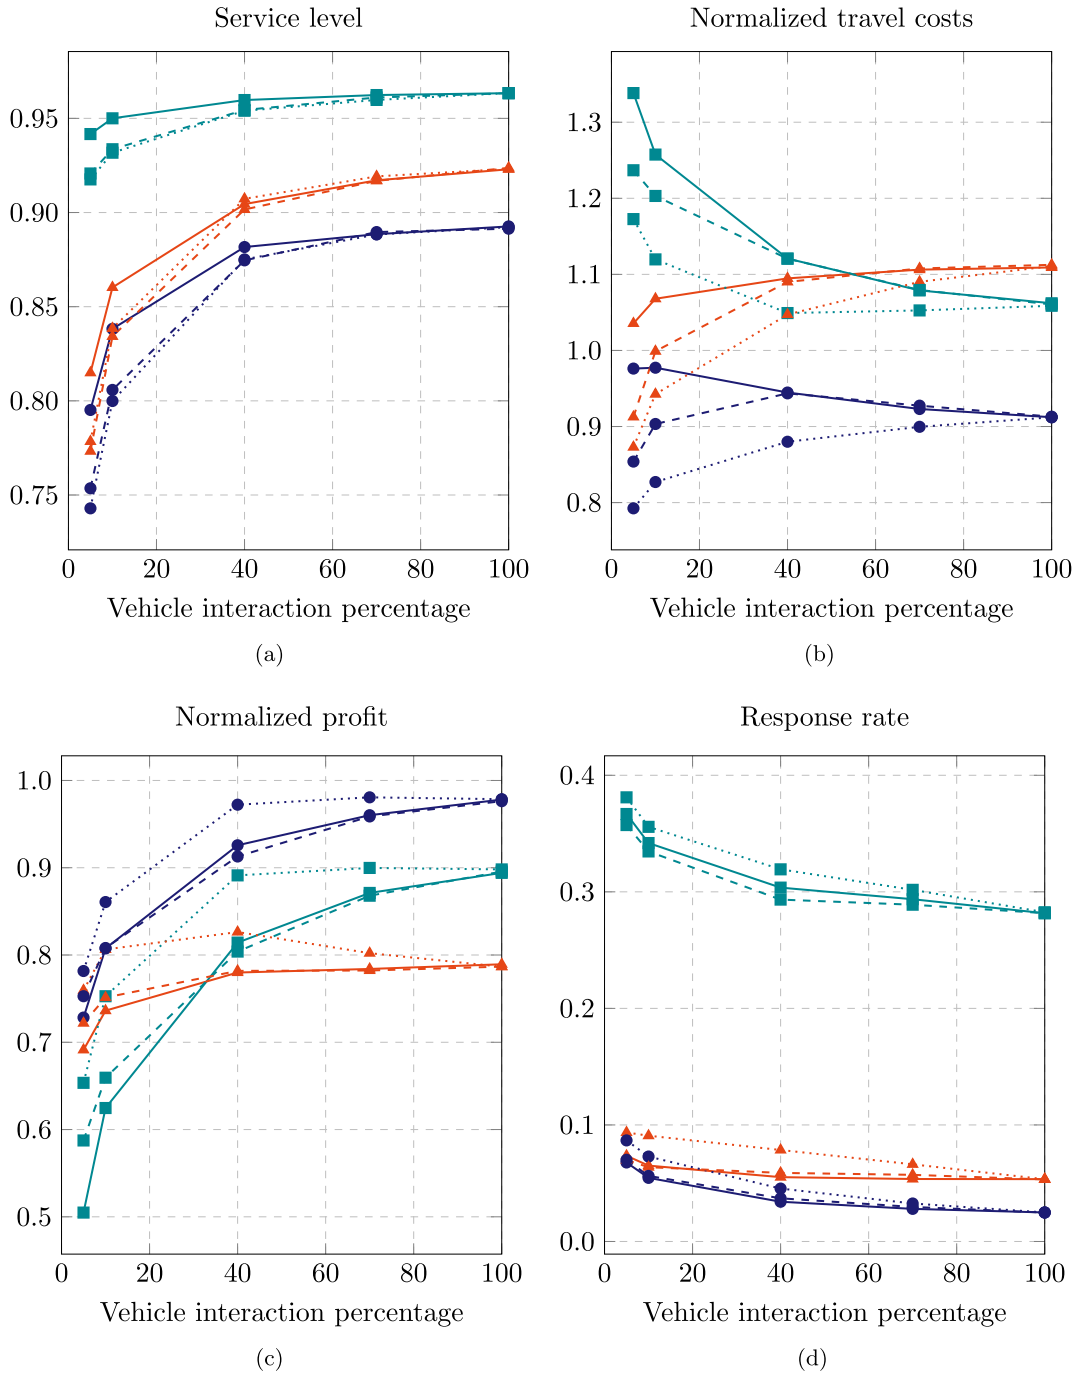 Service level
0.95
0.90
0.85
0.80
0.75
0 20 40 60 80 100
Vehicle interaction percentage
(a)
Normalized travel costs
1.3
1.2
1.1
1.0
0.9
0.8
0 20 40 60 80 100
Vehicle interaction percentage
(b)
Normalized profit
1.0
0.9
0.8
0.7
0.6
0.5
0 20 40 60 80 100
Vehicle interaction percentage
(c)
Response rate
0.4
0.3
0.2
0.1
0.0
0 20 40 60 80 100
Vehicle interaction percentage
(d)